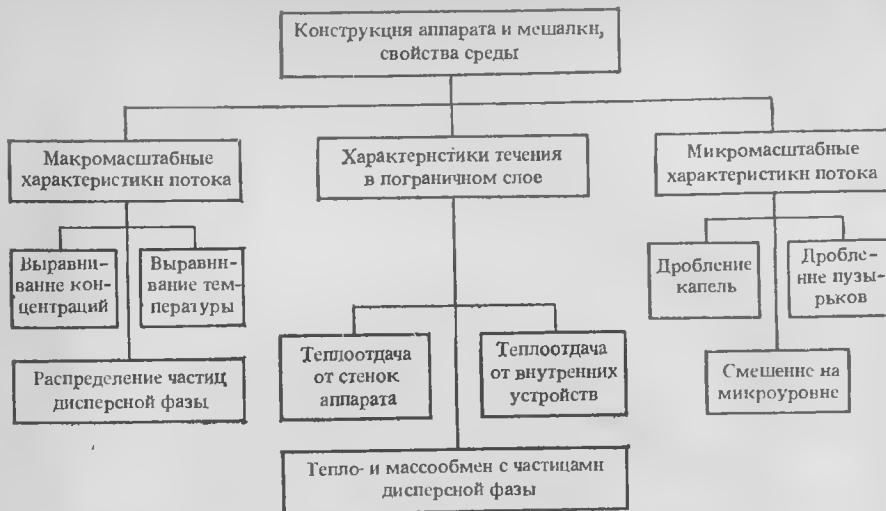 Конструкция аппарата и мешалки,
свойства среды
Макромасштабные
характеристики потока
Характеристики течения
в пограничном слое
Микромасштабные
характеристики потока
Выравни-
вание кон-
центраций
Выравни-
вание тем-
пературы
Дробление
капель
Дробле-
ние пузы-
рьков
Распределение частиц
дисперсной фазы
Теплоотдача
от стенок
аппарата
Теплоотдача
от внутренних
устройств
Смешение на
микроуровне
Тепло- и массообмен с частицами
дисперсной фазы